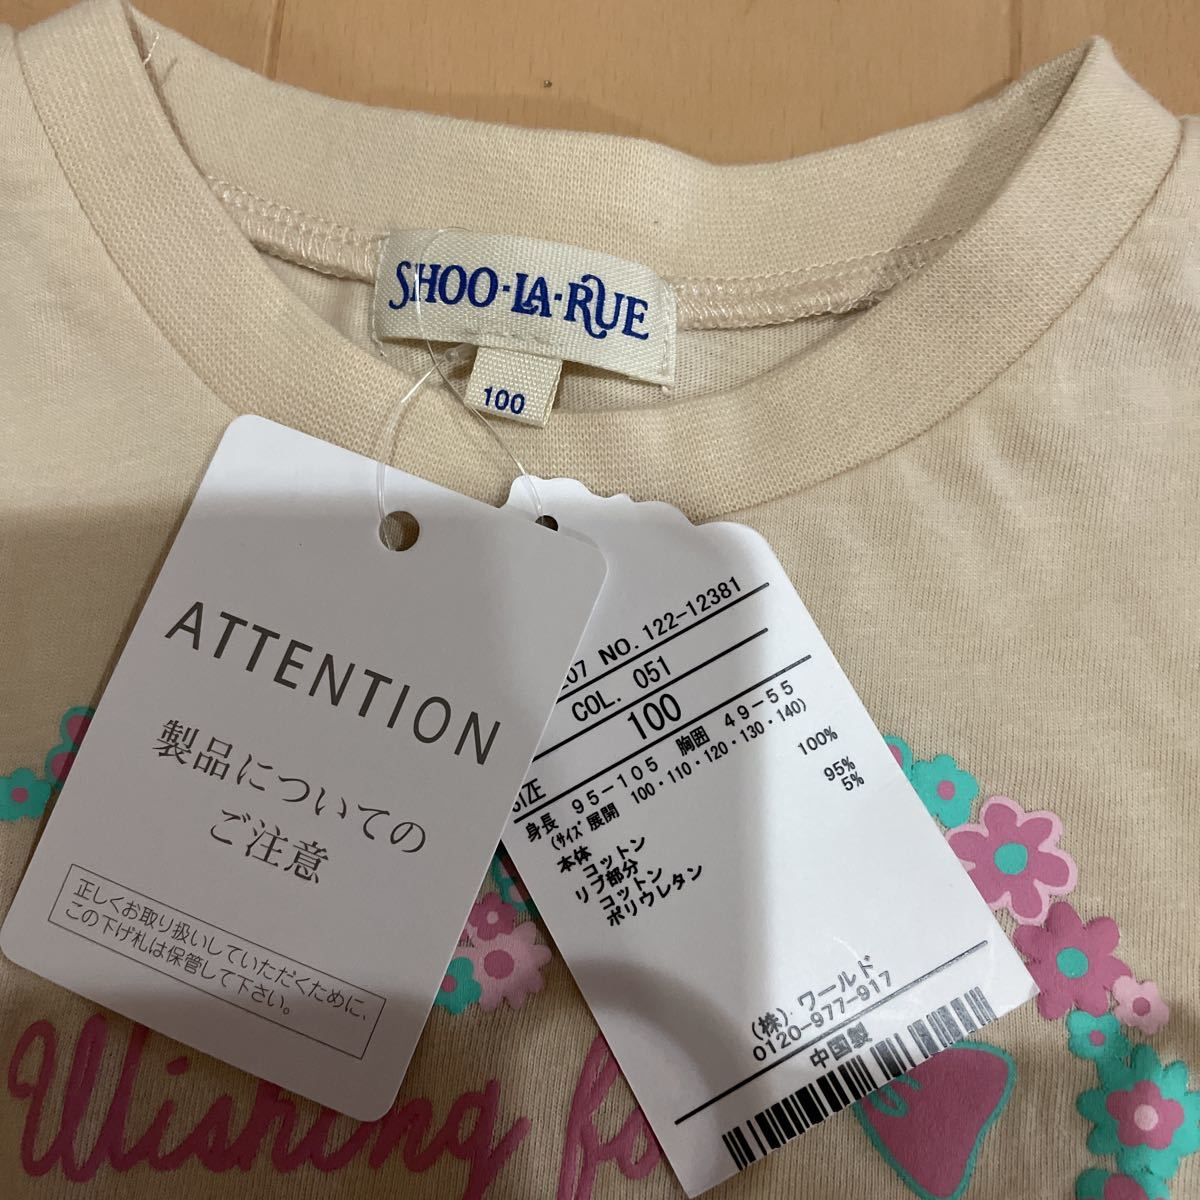 SHOO·LA·RUE
100
ATTENTION
製品についての
ご注意
正しくお取り扱いしていただくために、
この下げ札は保管して下さい。
NO. 122-12381
COL. 051
100
SIZE
身長 95-105 胸囲 49-55
(サイズ展開 100・110・120・130・140)
本体
コットン 100%
リブ部分
コットン 95%
ポリウレタン 5%
(株) ワールド
0120-977-917
中国製
Wishing